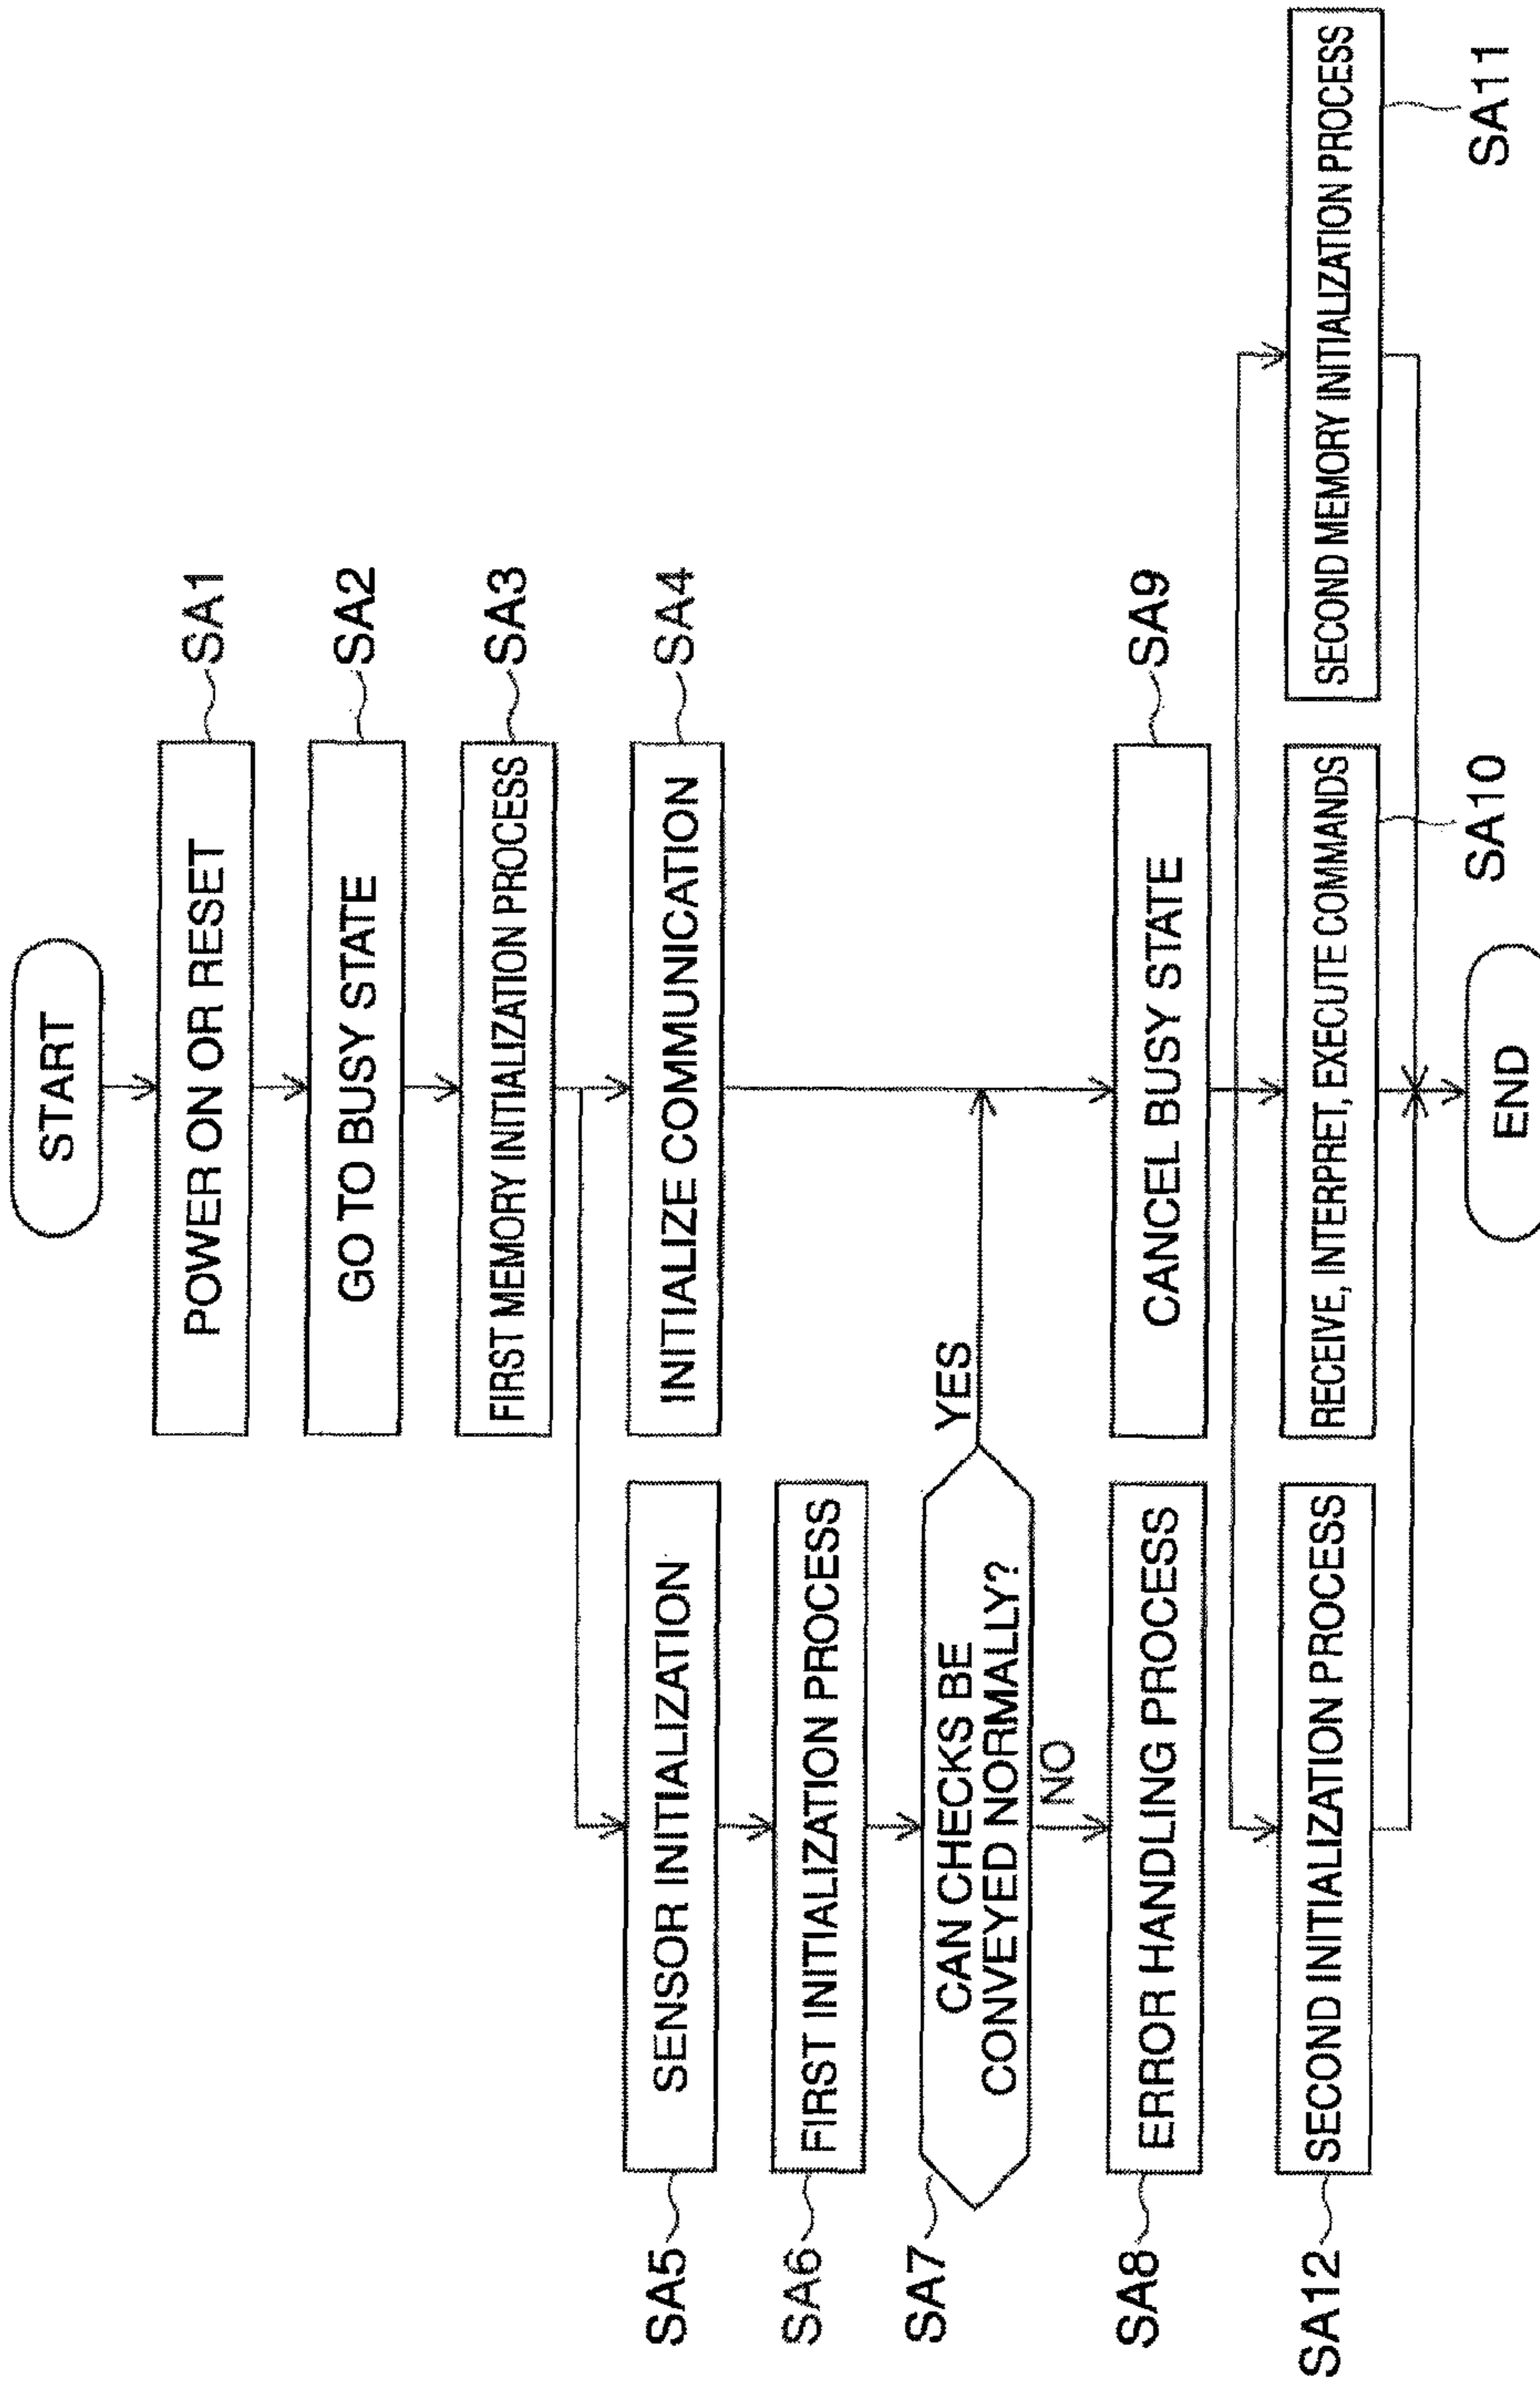 START
POWER ON OR RESET
SA1
GO TO BUSY STATE
SA2
FIRST MEMORY INITIALIZATION PROCESS
SA3
INITIALIZE COMMUNICATION
SA4
SA5
SENSOR INITIALIZATION
SA6
FIRST INITIALIZATION PROCESS
SA7
CAN CHECKS BE
CONVEYED NORMALLY?
YES
NO
SA8
ERROR HANDLING PROCESS
CANCEL BUSY STATE
SA9
SA12
SECOND INITIALIZATION PROCESS
RECEIVE, INTERPRET, EXECUTE COMMANDS
SA10
SECOND MEMORY INITIALIZATION PROCESS
SA11
END